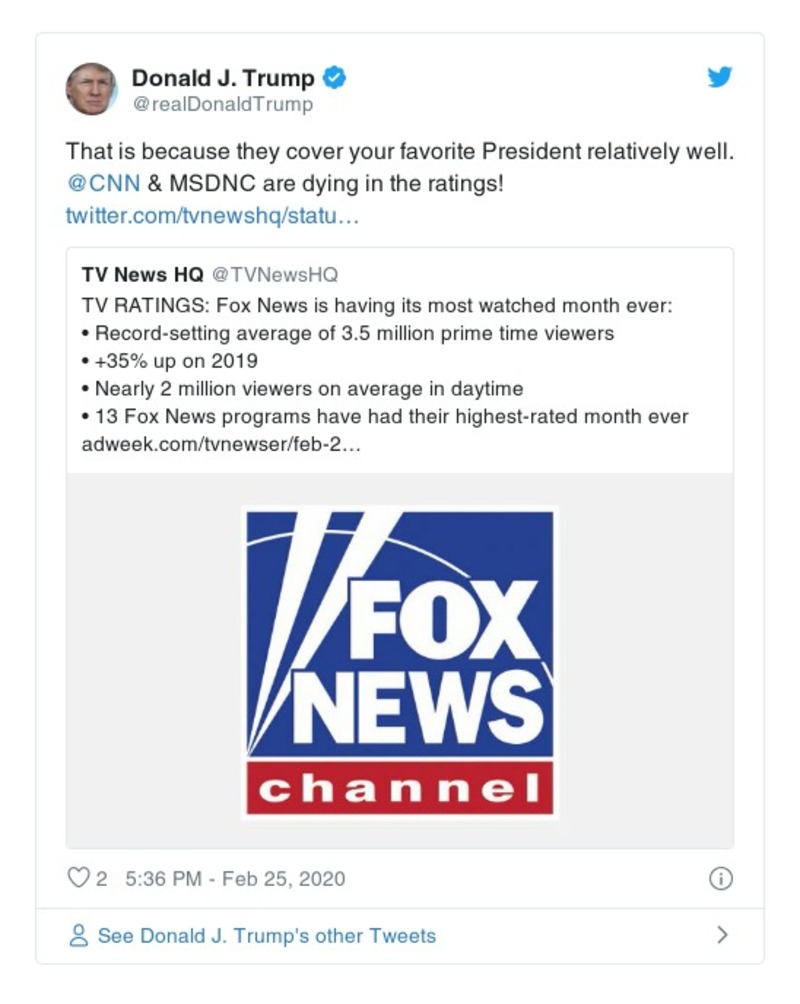 Donald J. Trump
@realDonaldTrump
That is because they cover your favorite President relatively well.
@CNN & MSDNC are dying in the ratings!
twitter.com/tvnewshq/statu…
TV News HQ @TVNewsHQ
TV RATINGS: Fox News is having its most watched month ever:
• Record-setting average of 3.5 million prime time viewers
• +35% up on 2019
• Nearly 2 million viewers on average in daytime
• 13 Fox News programs have had their highest-rated month ever
adweek.com/tvnewser/feb-2…
FOX
NEWS
channel
2 5:36 PM - Feb 25, 2020
See Donald J. Trump's other Tweets